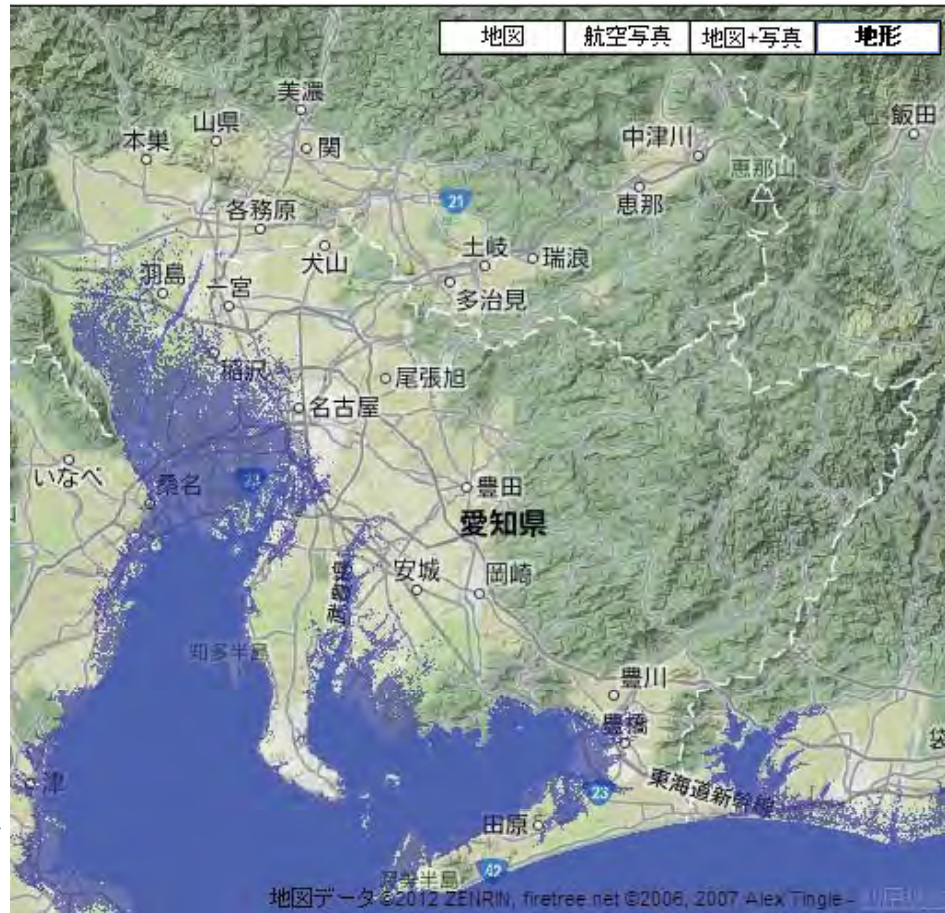 地図 航空写真 地図+写真 地形
美濃
山県
飯田
本巣
関
中津川
恵那山
恵那
21
各務原
犬山
土岐
瑞浪
羽島
一宮
多治見
稲沢
尾張旭
名古屋
いなべ
23
桑名
豊田
愛知県
安城
岡崎
知多半島
豊川
豊橋
袋
津
23
東海道新幹線
田原
渥美半島
42
地図データ ©2012 ZENRIN, firetree.net ©2006, 2007 Alex Tingle -